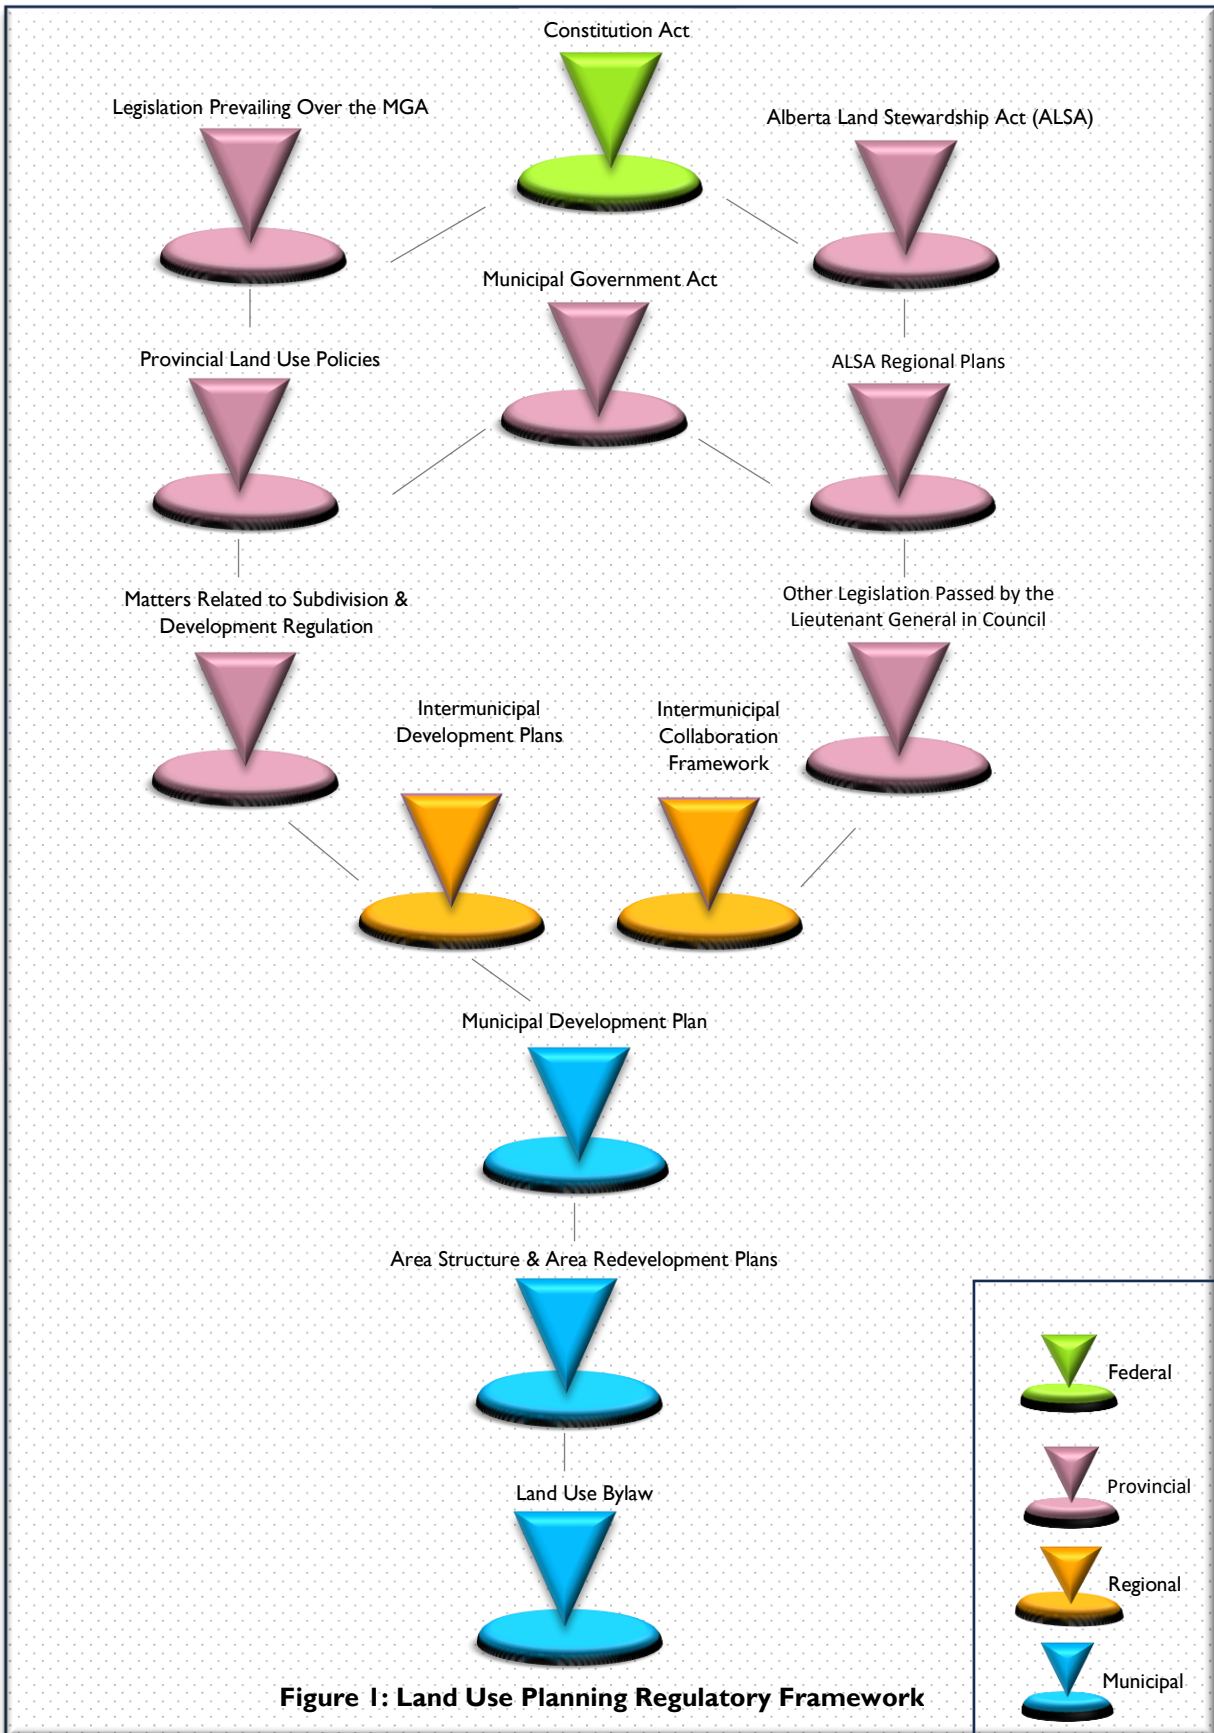 Constitution Act
Legislation Prevailing Over the MGA
Alberta Land Stewardship Act (ALSA)
Municipal Government Act
Provincial Land Use Policies
ALSA Regional Plans
Matters Related to Subdivision &
Development Regulation
Other Legislation Passed by the
Lieutenant General in Council
Intermunicipal
Development Plans
Intermunicipal
Collaboration
Framework
Municipal Development Plan
Area Structure & Area Redevelopment Plans
Land Use Bylaw
Federal
Provincial
Regional
Municipal
Figure 1: Land Use Planning Regulatory Framework